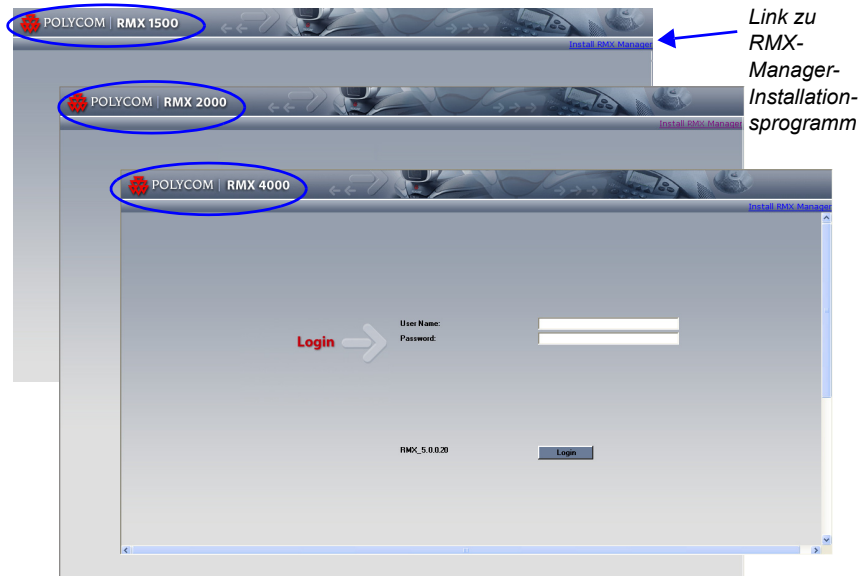 POLYCOM | RMX 1500
Install RMX Manager
Link zu
RMX-
Manager-
Installation-
sprogramm
POLYCOM | RMX 2000
Install RMX Manager
POLYCOM | RMX 4000
Install RMX Manager
User Name:
Login
Password:
RMX_5.0.0.20
Login